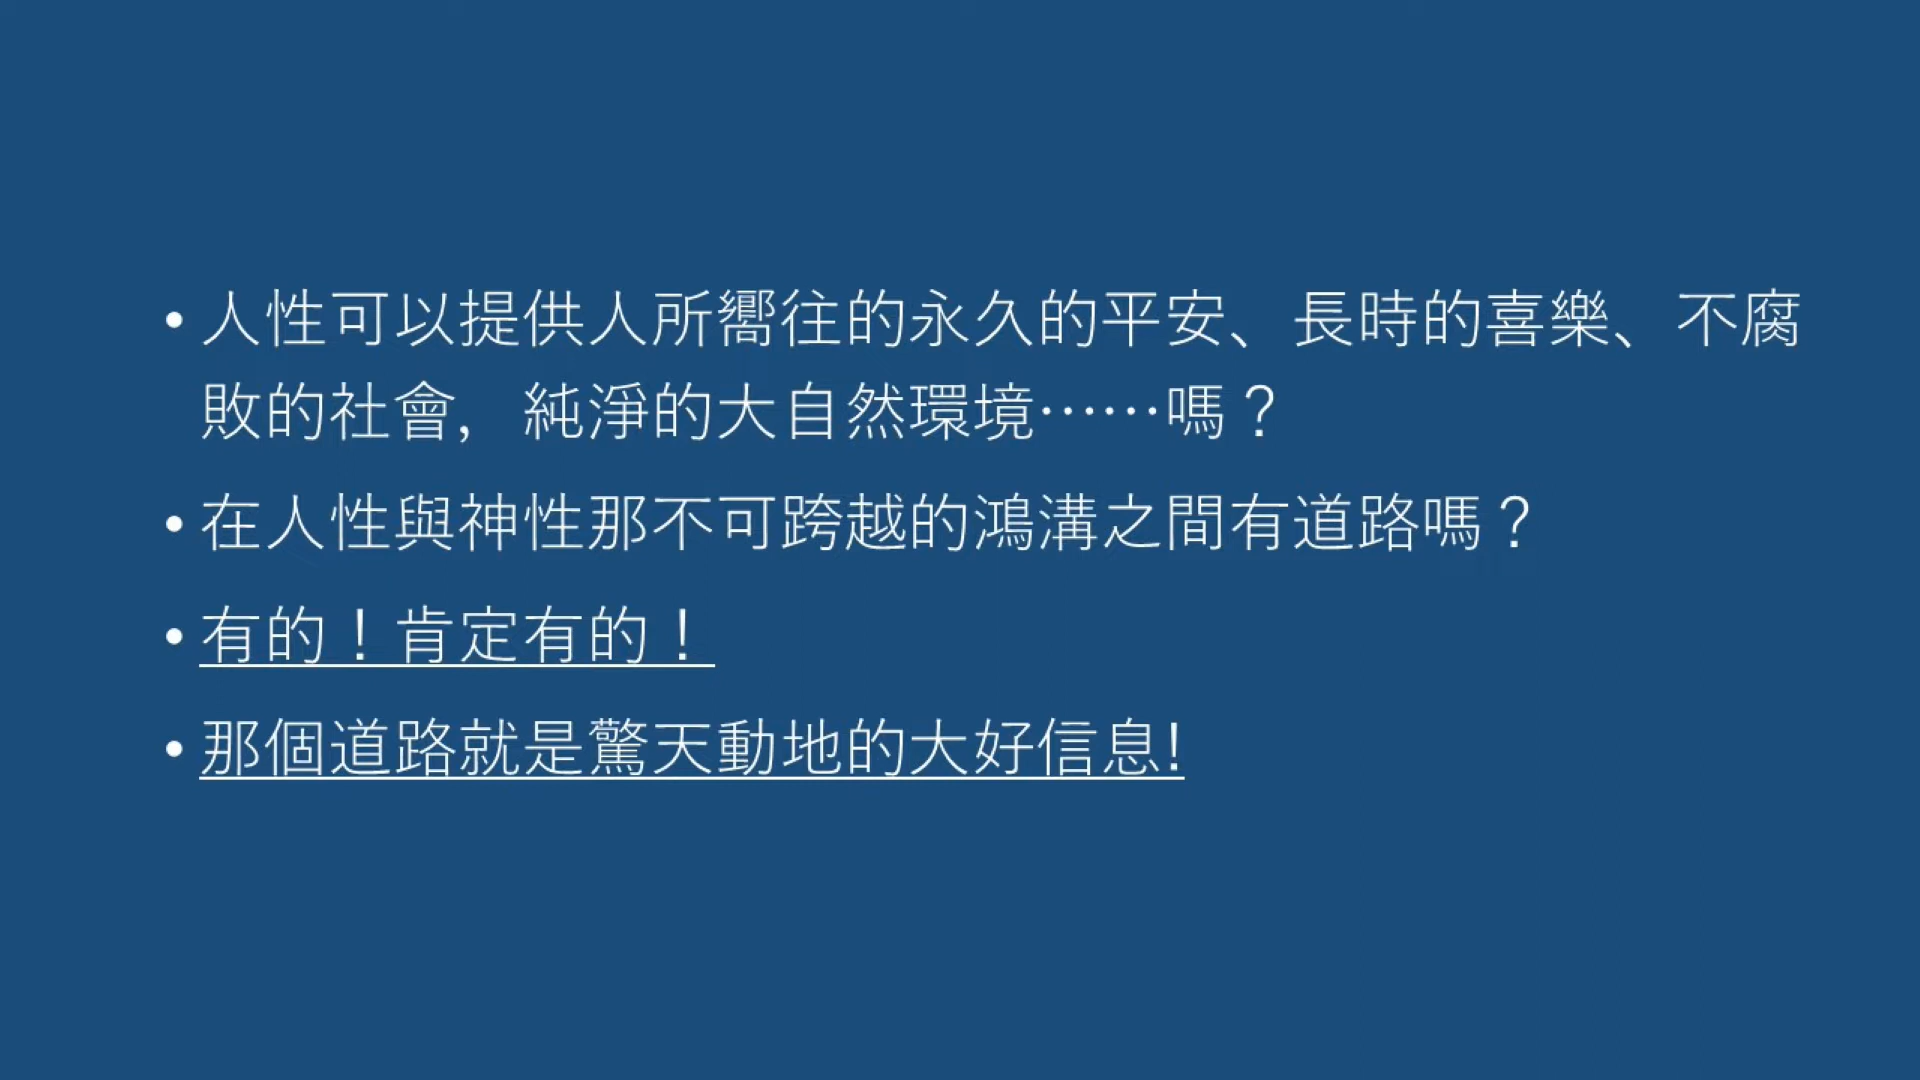 • 人性可以提供人所嚮往的永久的平安、長時的喜樂、不腐
敗的社會，純淨的大自然環境……嗎？
• 在人性與神性那不可跨越的鴻溝之間有道路嗎？
• 有的！肯定有的！
• 那個道路就是驚天動地的大好信息!